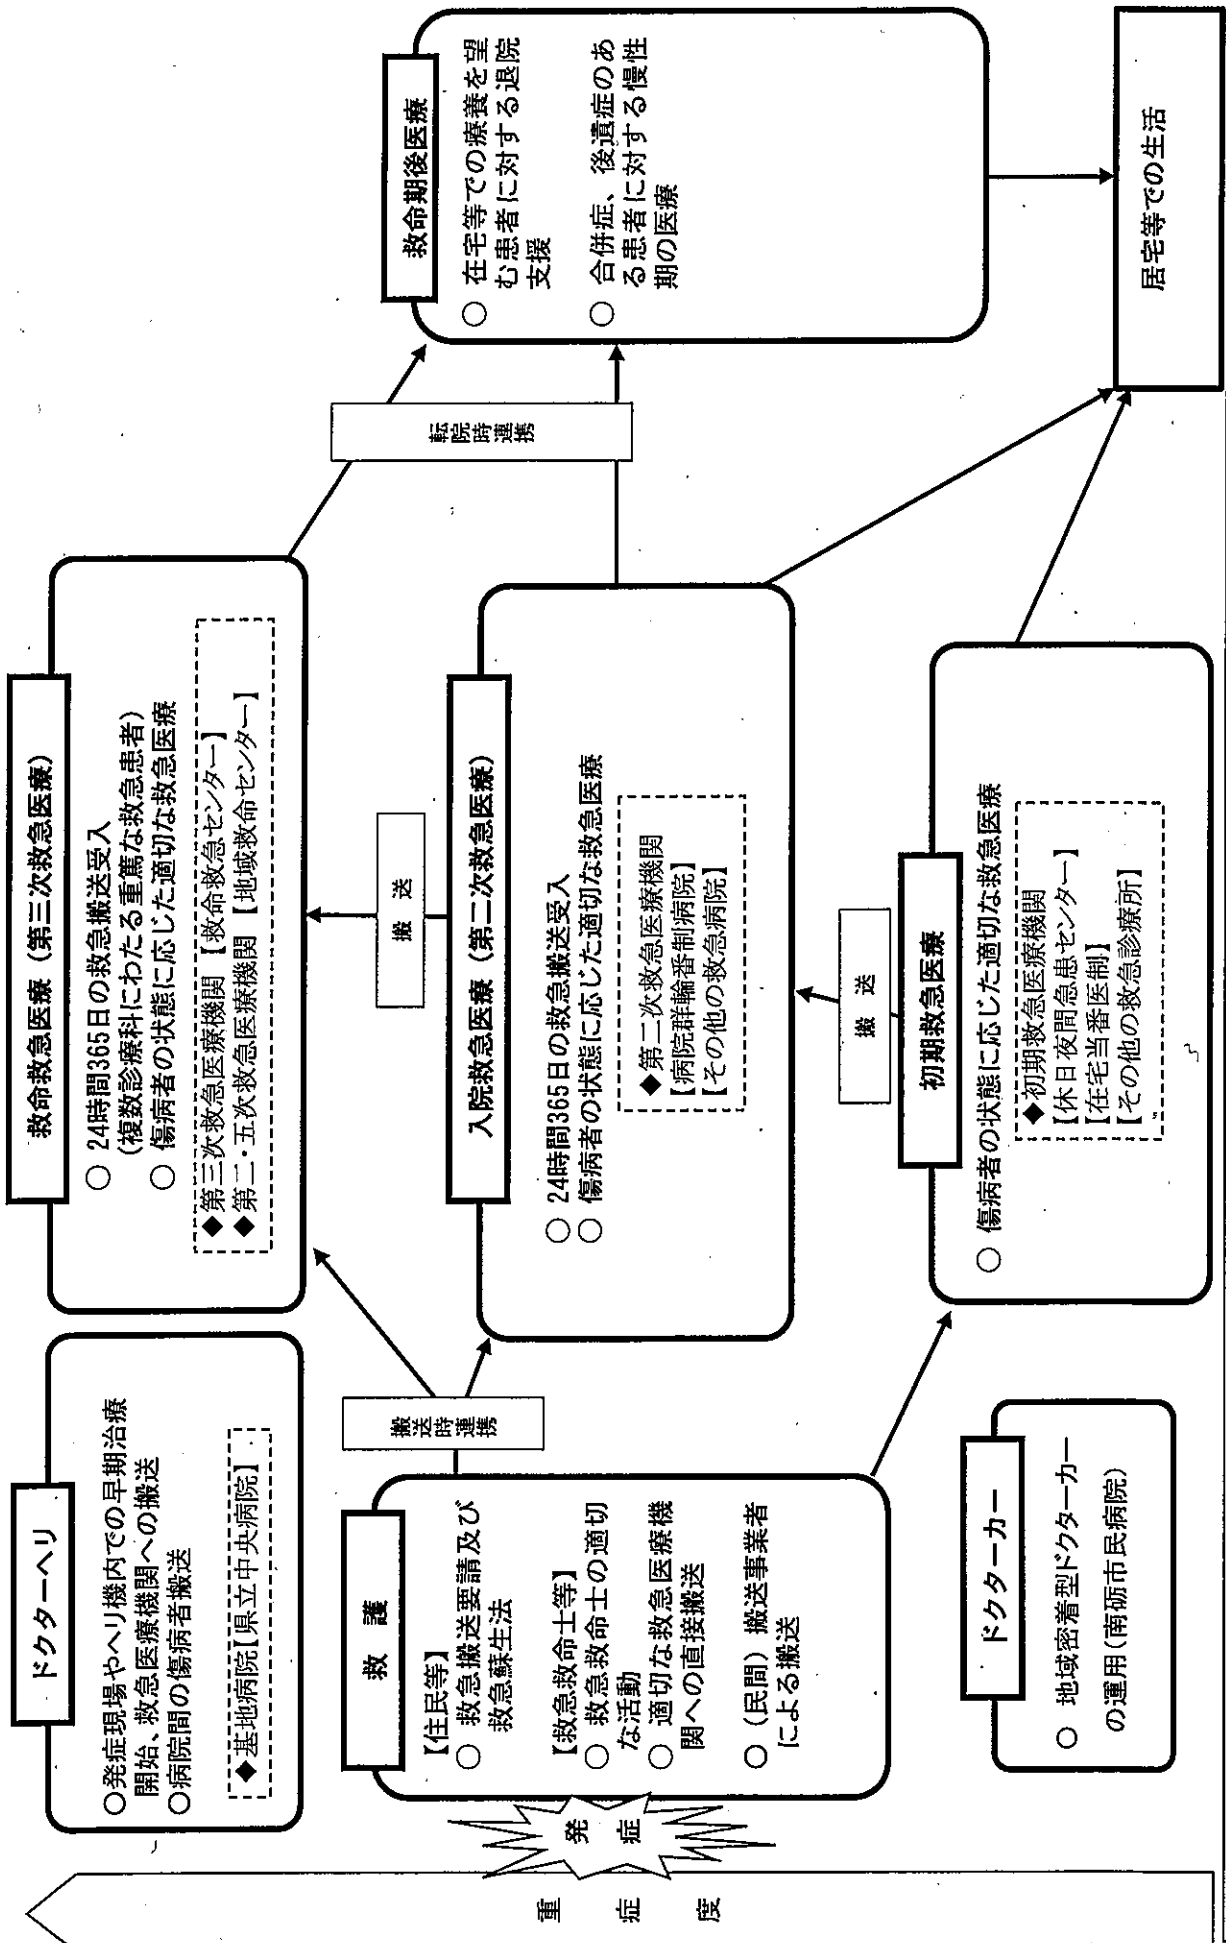 重症度
発症
ドクターヘリ
○発症現場やヘリ機内での早期治療
開始、救急医療機関への搬送
○病院間の傷病者搬送
◆基地病院【県立中央病院】
救護
【住民等】
○ 救急搬送要請及び
救急蘇生法
【救急救命士等】
○ 救急救命士の適切
な活動
○ 適切な救急医療機
関への直接搬送
○ (民間)搬送事業者
による搬送
ドクターカー
○ 地域密着型ドクターカー
の運用(南砺市民病院)
搬送時連携
救命救急医療(第三次救急医療)
○ 24時間365日の救急搬送受入
(複数診療科にわたる重篤な救急患者)
○ 傷病者の状態に応じた適切な救急医療
◆第三次救急医療機関【救命救急センター】
◆第二・五次救急医療機関【地域救命センター】
搬送
入院救急医療(第二次救急医療)
○ 24時間365日の救急搬送受入
○ 傷病者の状態に応じた適切な救急医療
◆第二次救急医療機関
【病院群輪番制病院】
【その他の救急病院】
搬送
初期救急医療
○ 傷病者の状態に応じた適切な救急医療
◆初期救急医療機関
【休日夜間急患センター】
【在宅当番医制】
【その他の救急診療所】
転院時連携
救命期後医療
○ 在宅等での療養を望
む患者に対する退院
支援
○ 合併症、後遺症のあ
る患者に対する慢性
期の医療
居宅等での生活